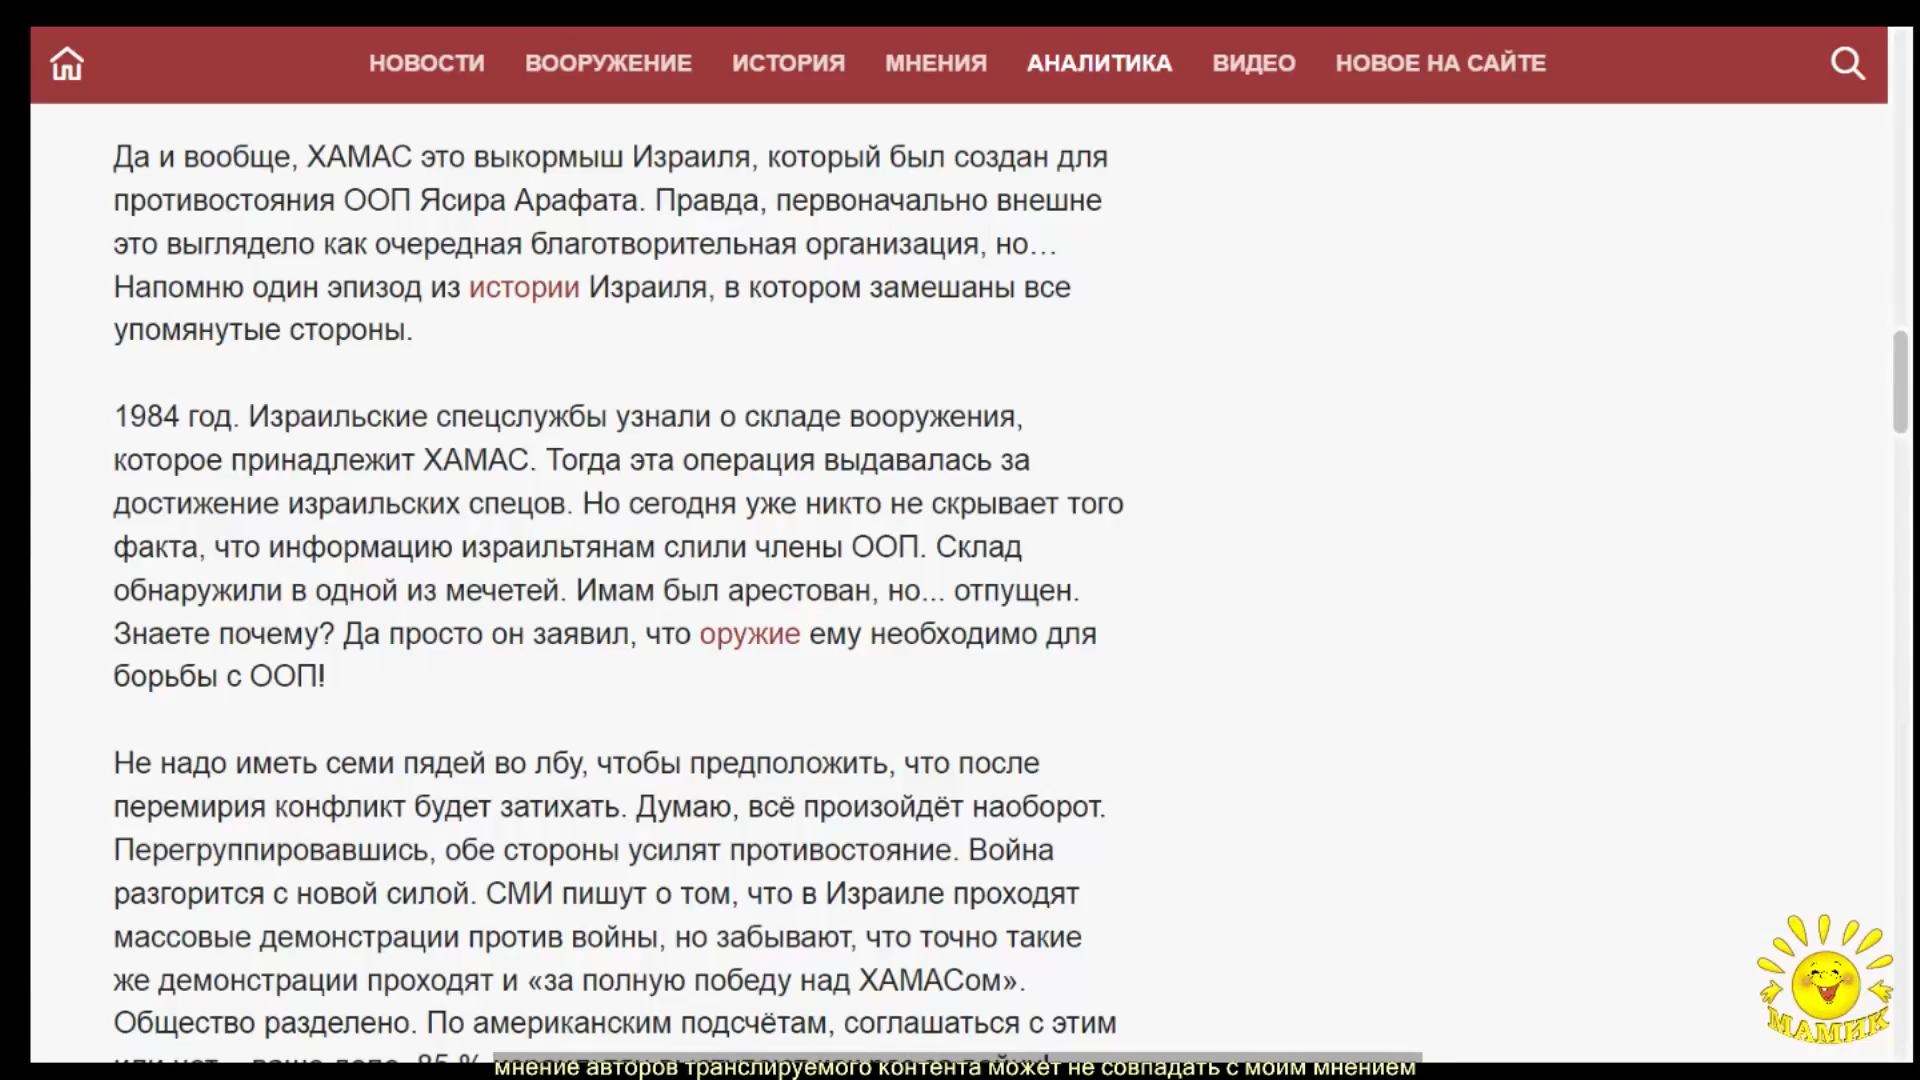 НОВОСТИ ВООРУЖЕНИЕ ИСТОРИЯ МНЕНИЯ АНАЛИТИКА ВИДЕО НОВОЕ НА САЙТЕ
Да и вообще, ХАМАС это выкормыш Израиля, который был создан для
противостояния ООП Ясира Арафата. Правда, первоначально внешне
это выглядело как очередная благотворительная организация, но…
Напомню один эпизод из истории Израиля, в котором замешаны все
упомянутые стороны.
1984 год. Израильские спецслужбы узнали о складе вооружения,
которое принадлежит ХАМАС. Тогда эта операция выдавалась за
достижение израильских спецов. Но сегодня уже никто не скрывает того
факта, что информацию израильтянам слили члены ООП. Склад
обнаружили в одной из мечетей. Имам был арестован, но... отпущен.
Знаете почему? Да просто он заявил, что оружие ему необходимо для
борьбы с ООП!
Не надо иметь семи пядей во лбу, чтобы предположить, что после
перемирия конфликт будет затихать. Думаю, всё произойдёт наоборот.
Перегруппировавшись, обе стороны усилят противостояние. Война
разгорится с новой силой. СМИ пишут о том, что в Израиле проходят
массовые демонстрации против войны, но забывают, что точно такие
же демонстрации проходят и «за полную победу над ХАМАСом».
Общество разделено. По американским подсчётам, соглашаться с этим
или нет – ваше дело, 85 %
мнение авторов транслируемого контента может не совпадать с моим мнением
МАМИК